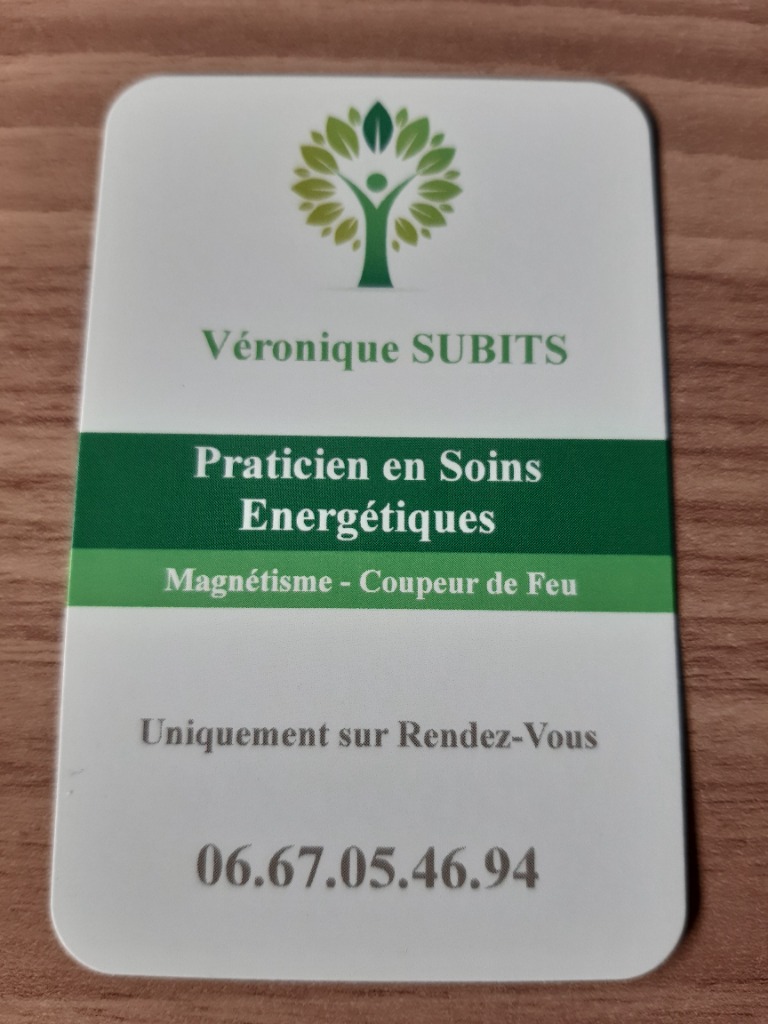 Véronique SUBITS
Praticien en Soins
Energétiques
Magnétisme - Coupeur de Feu
Uniquement sur Rendez-Vous
06.67.05.46.94